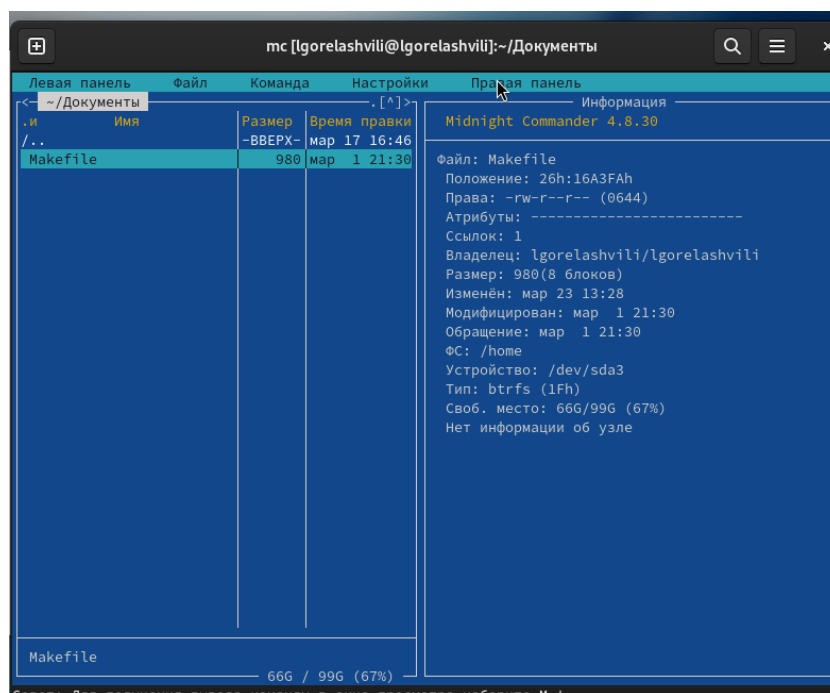 mc [lgorelashvili@lgorelashvili]:~/Документы
Левая панель Файл Команда Настройки Правая панель
<— ~/Документы .[^]>
.и Имя Размер Время правки
/.. -ВВЕРХ- мар 17 16:46
Makefile 980 мар 1 21:30
Makefile
66G / 99G (67%)
Информация
Midnight Commander 4.8.30
Файл: Makefile
Положение: 26h:16A3FAh
Права: -rw-r--r-- (0644)
Атрибуты: -------------------------
Ссылок: 1
Владелец: lgorelashvili/lgorelashvili
Размер: 980(8 блоков)
Изменён: мар 23 13:28
Модифицирован: мар 1 21:30
Обращение: мар 1 21:30
ФС: /home
Устройство: /dev/sda3
Тип: btrfs (1Fh)
Своб. место: 66G/99G (67%)
Нет информации об узле